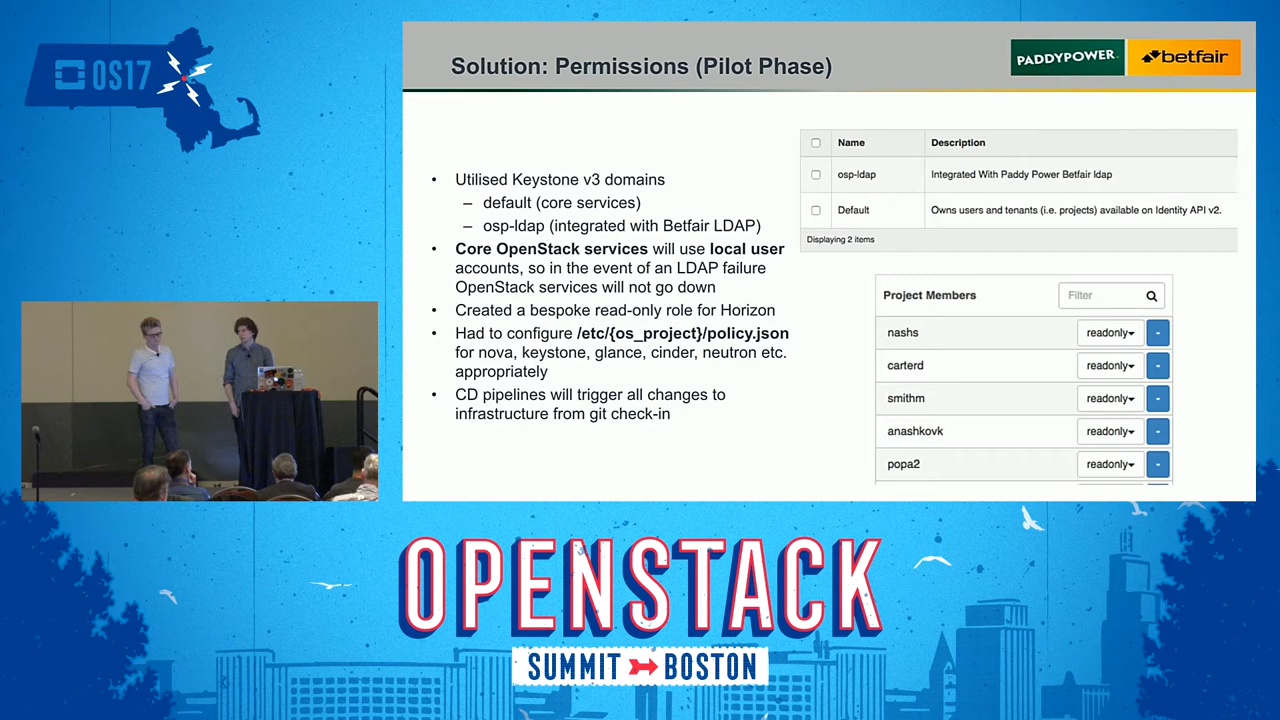 OS17
Solution: Permissions (Pilot Phase)
PADDYPOWER.
betfair
• Utilised Keystone v3 domains
– default (core services)
– osp-ldap (integrated with Betfair LDAP)
• Core OpenStack services will use local user
accounts, so in the event of an LDAP failure
OpenStack services will not go down
• Created a bespoke read-only role for Horizon
• Had to configure /etc/{os_project}/policy.json
for nova, keystone, glance, cinder, neutron etc.
appropriately
• CD pipelines will trigger all changes to
infrastructure from git check-in
Name Description
osp-ldap Integrated With Paddy Power Betfair ldap
Default Owns users and tenants (i.e. projects) available on Identity API v2.
Displaying 2 items
Project Members Filter
nashs readonly -
carterd readonly -
smithm readonly -
anashkovk readonly -
popa2 readonly -
OPENSTACK
SUMMIT BOSTON